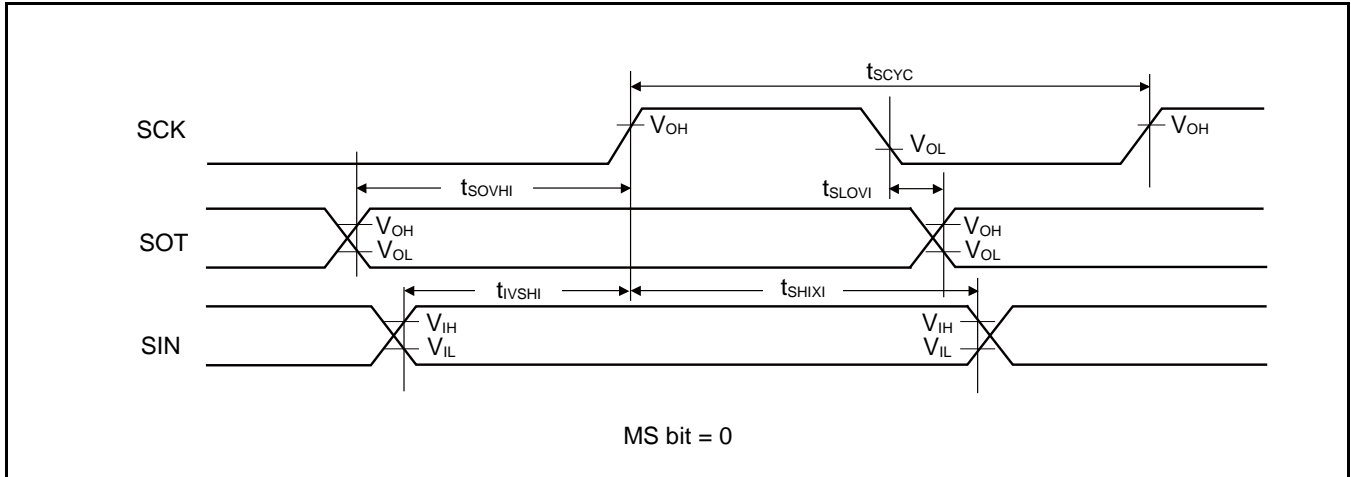 tSCYC
SCK
VOH
VOH
VOL
tSOVHI
tSLOVI
SOT
VOH
VOH
VOL
VOL
tIVSHI
tSHIXI
SIN
VIH
VIH
VIL
VIL
MS bit = 0